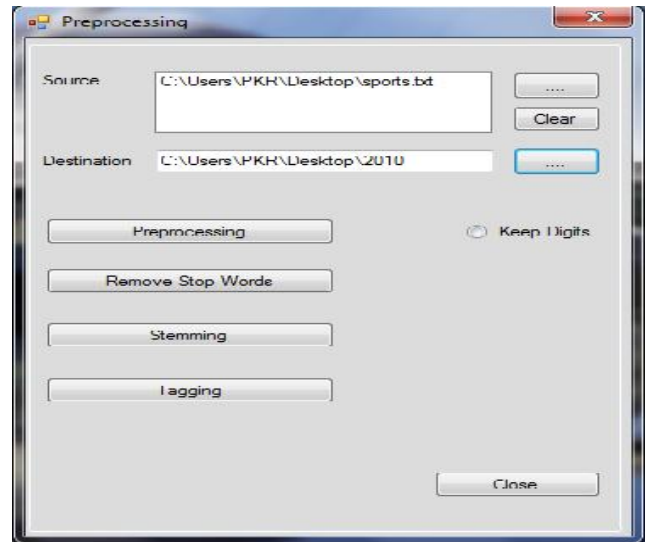 Preprocessing
Source C:\Users\PKR\Desktop\sports.txt ....
Clear
Destination C:\Users\PKR\Desktop\2010 ....
Preprocessing Keep Digits
Remove Stop Words
Stemming
Tagging
Close